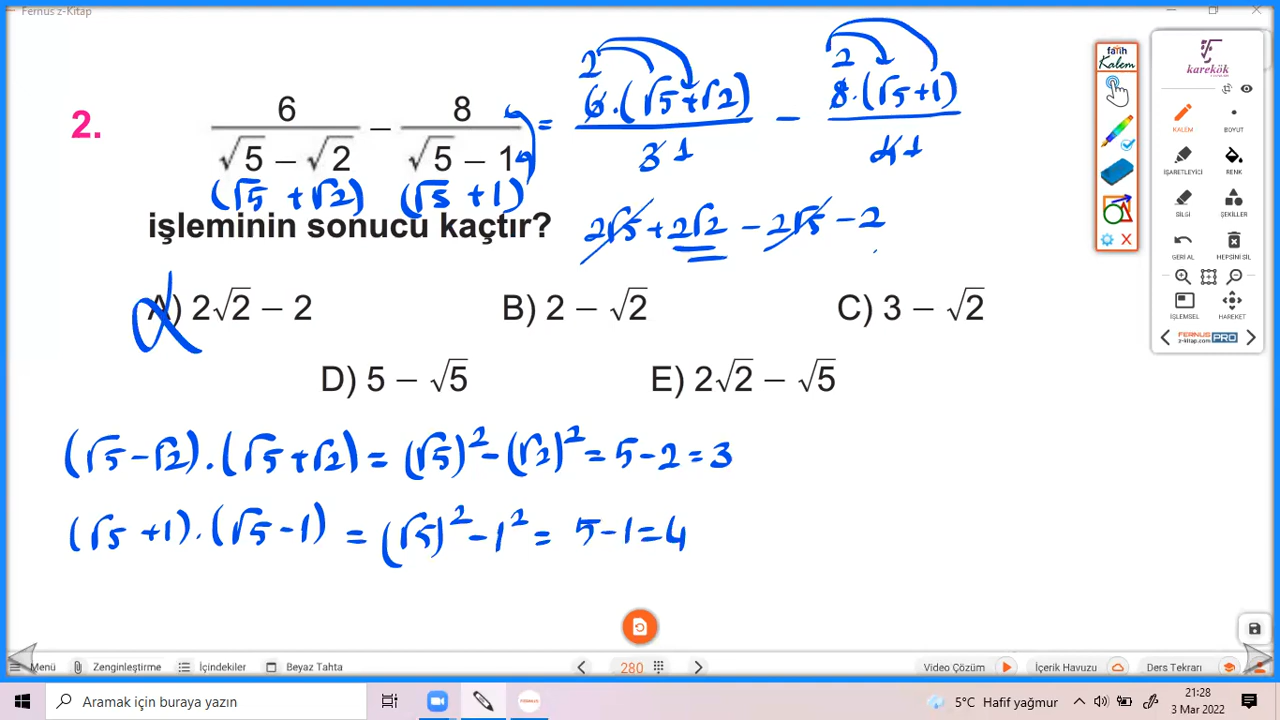 Fernus z-Kitap
2. 6/(√5 − √2) − 8/(√5 − 1) = 2 6·(√5+√2)/3 1 − 2 8·(√5+1)/4 1
(√5 +√2) (√5 +1)
2√5 + 2√2 − 2√5 − 2
işleminin sonucu kaçtır?
A) 2√2 − 2 B) 2 − √2 C) 3 − √2
D) 5 − √5 E) 2√2 − √5
(√5−√2).(√5+√2) = (√5)² − (√2)² = 5−2 = 3
(√5 +1).(√5 −1) = (√5)² − 1² = 5−1 = 4
fatih
Kalem
karekök
KALEM BOYUT
İŞARETLEYİCİ RENK
SİLGİ ŞEKİLLER
GERİ AL HEPSİNİ SİL
İŞLEMSEL HAREKET
FERNUS
z-kitap.com PRO
Menü Zenginleştirme İçindekiler Beyaz Tahta 280 Video Çözüm İçerik Havuzu Ders Tekrarı
Aramak için buraya yazın 5°C Hafif yağmur 21:28
3 Mar 2022